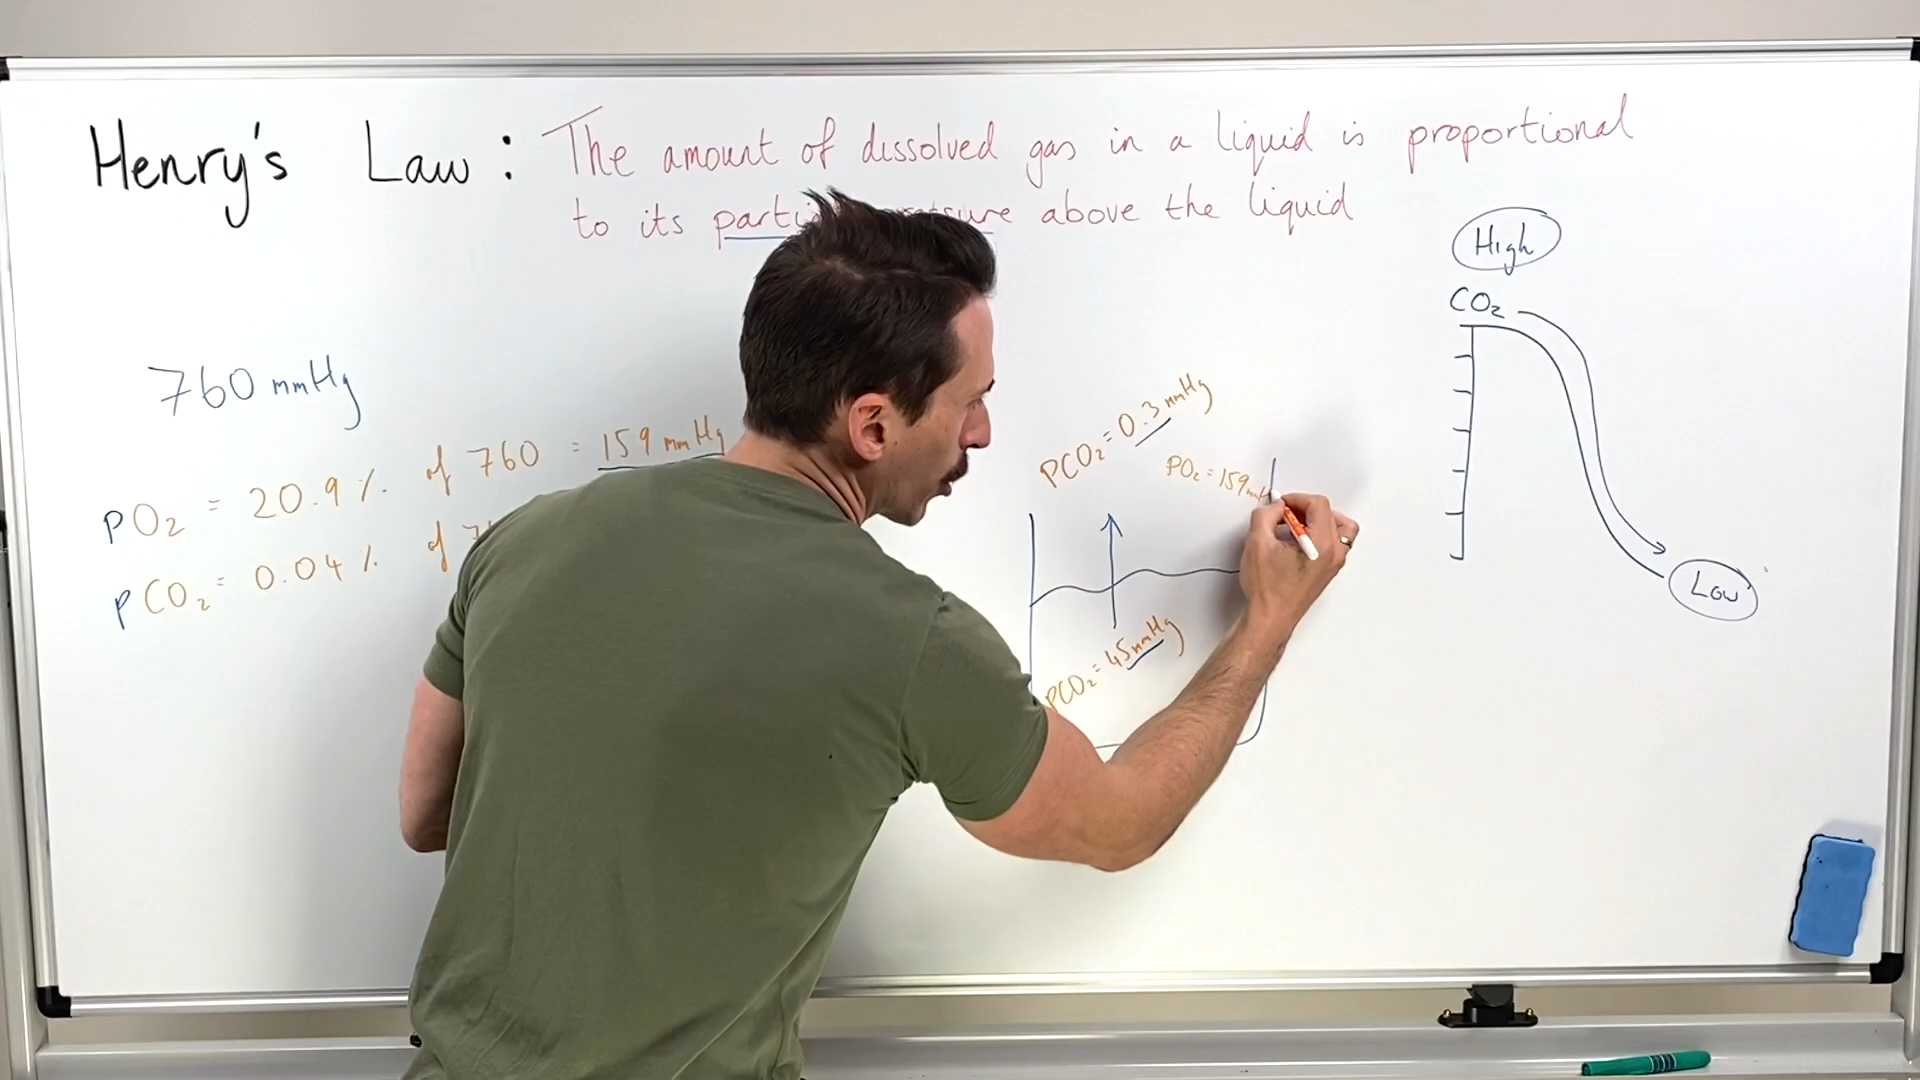 Henry's Law : The amount of dissolved gas in a liquid is proportional
to its above the liquid
High
CO₂
760 mmHg
pO₂ = 20.9 % of 760 = 159 mmHg
pCO₂ = 0.04 % of
PCO₂ = 0.3 mmHg
PO₂ = 159
PCO₂ = 45 mmHg
Low